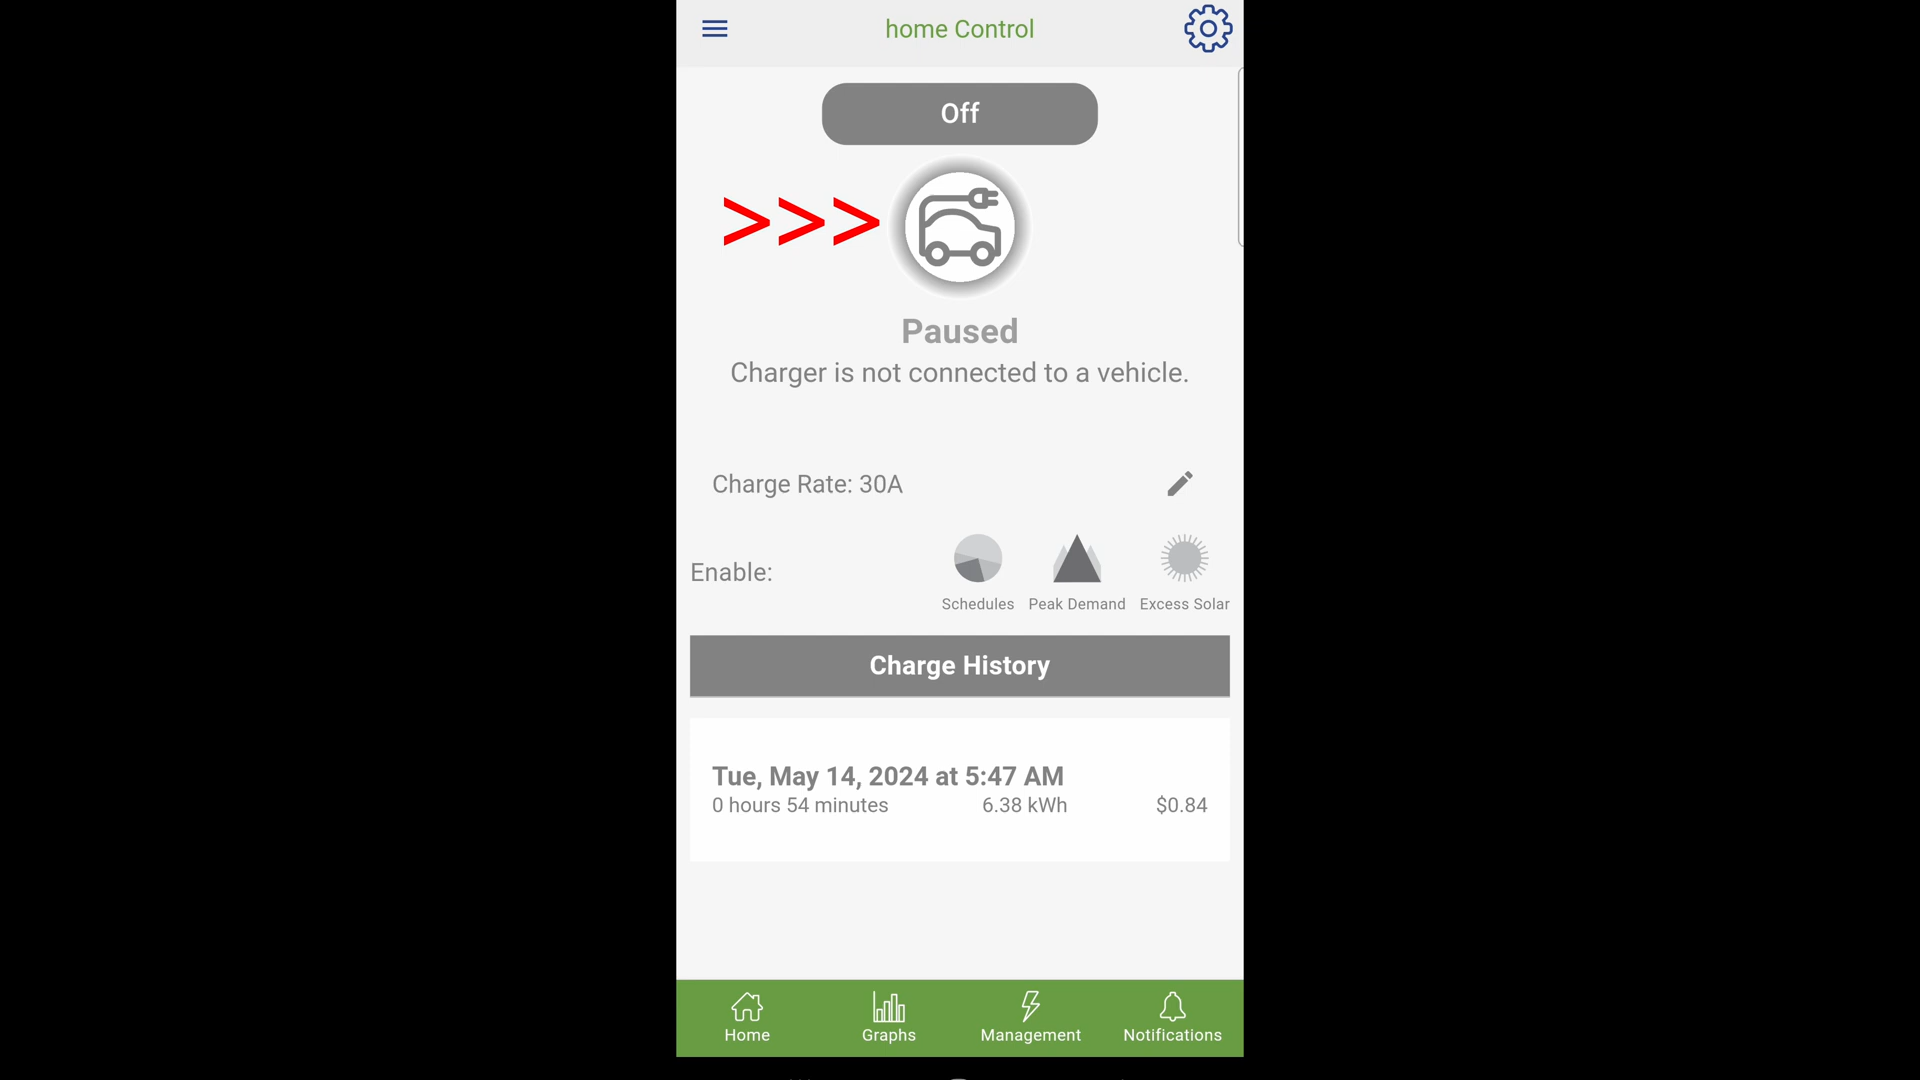 home Control
Off
>>>
Paused
Charger is not connected to a vehicle.
Charge Rate: 30A
Enable:
Schedules
Peak Demand
Excess Solar
Charge History
Tue, May 14, 2024 at 5:47 AM
0 hours 54 minutes 6.38 kWh $0.84
Home Graphs Management Notifications